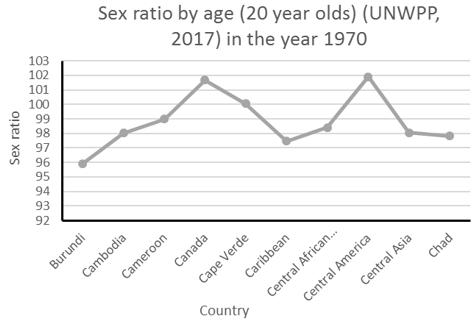 Sex ratio by age (20 year olds) (UNWPP,
2017) in the year 1970
103
102
101
100
99
98
97
96
95
94
93
92
Sex ratio
Burundi
Cambodia
Cameroon
Canada
Cape Verde
Caribbean
Central African...
Central America
Central Asia
Chad
Country